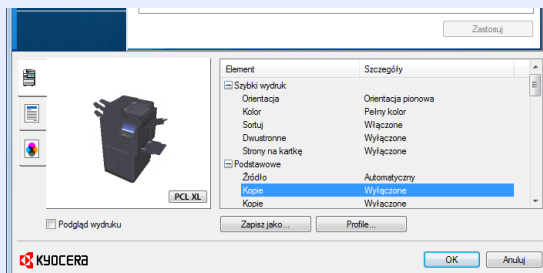 Zastosuj
Element Szczegóły
Szybki wydruk
Orientacja Orientacja pionowa
Kolor Pełny kolor
Sortuj Włączone
Dwustronne Wyłączone
Strony na kartkę Wyłączone
Podstawowe
Źródło Automatyczny
Kopie Wyłączone
Kopie Wyłączone
PCL XL
Podgląd wydruku Zapisz jako... Profile...
KYOCERA OK Anuluj